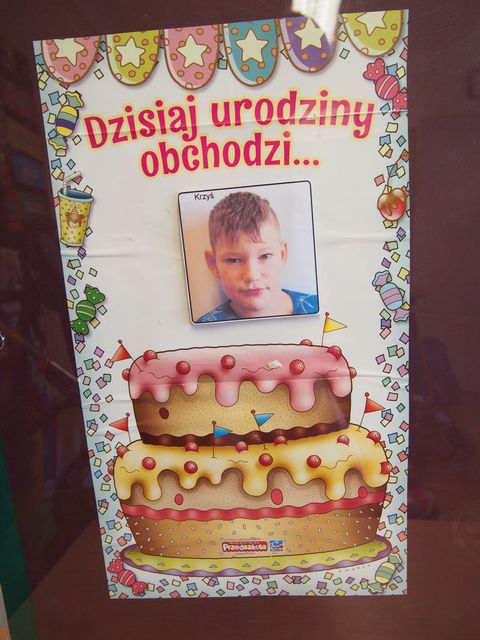 Dzisiaj urodziny
obchodzi...
Krzyś
Przedszkola